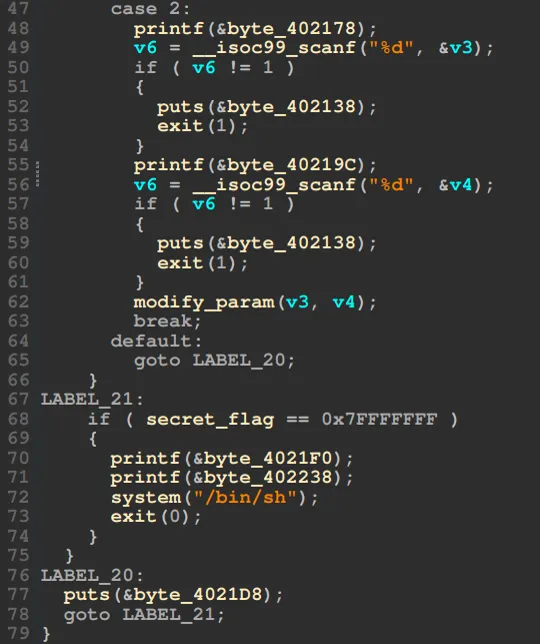 47 case 2:
48 printf(&byte_402178);
49 v6 = __isoc99_scanf("%d", &v3);
50 if ( v6 != 1 )
51 {
52 puts(&byte_402138);
53 exit(1);
54 }
55 printf(&byte_40219C);
56 v6 = __isoc99_scanf("%d", &v4);
57 if ( v6 != 1 )
58 {
59 puts(&byte_402138);
60 exit(1);
61 }
62 modify_param(v3, v4);
63 break;
64 default:
65 goto LABEL_20;
66 }
67 LABEL_21:
68 if ( secret_flag == 0x7FFFFFFF )
69 {
70 printf(&byte_4021F0);
71 printf(&byte_402238);
72 system("/bin/sh");
73 exit(0);
74 }
75 }
76 LABEL_20:
77 puts(&byte_4021D8);
78 goto LABEL_21;
79 }